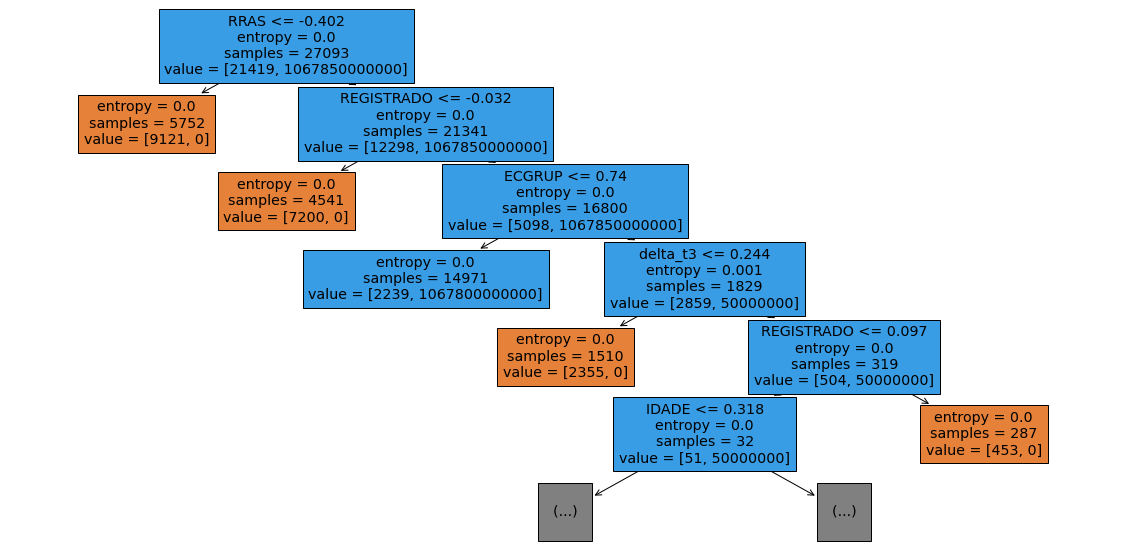 RRAS <= -0.402
entropy = 0.0
samples = 27093
value = [21419, 1067850000000]
entropy = 0.0
samples = 5752
value = [9121, 0]
REGISTRADO <= -0.032
entropy = 0.0
samples = 21341
value = [12298, 1067850000000]
entropy = 0.0
samples = 4541
value = [7200, 0]
ECGRUP <= 0.74
entropy = 0.0
samples = 16800
value = [5098, 1067850000000]
entropy = 0.0
samples = 14971
value = [2239, 1067800000000]
delta_t3 <= 0.244
entropy = 0.001
samples = 1829
value = [2859, 50000000]
entropy = 0.0
samples = 1510
value = [2355, 0]
REGISTRADO <= 0.097
entropy = 0.0
samples = 319
value = [504, 50000000]
IDADE <= 0.318
entropy = 0.0
samples = 32
value = [51, 50000000]
entropy = 0.0
samples = 287
value = [453, 0]
(...)
(...)